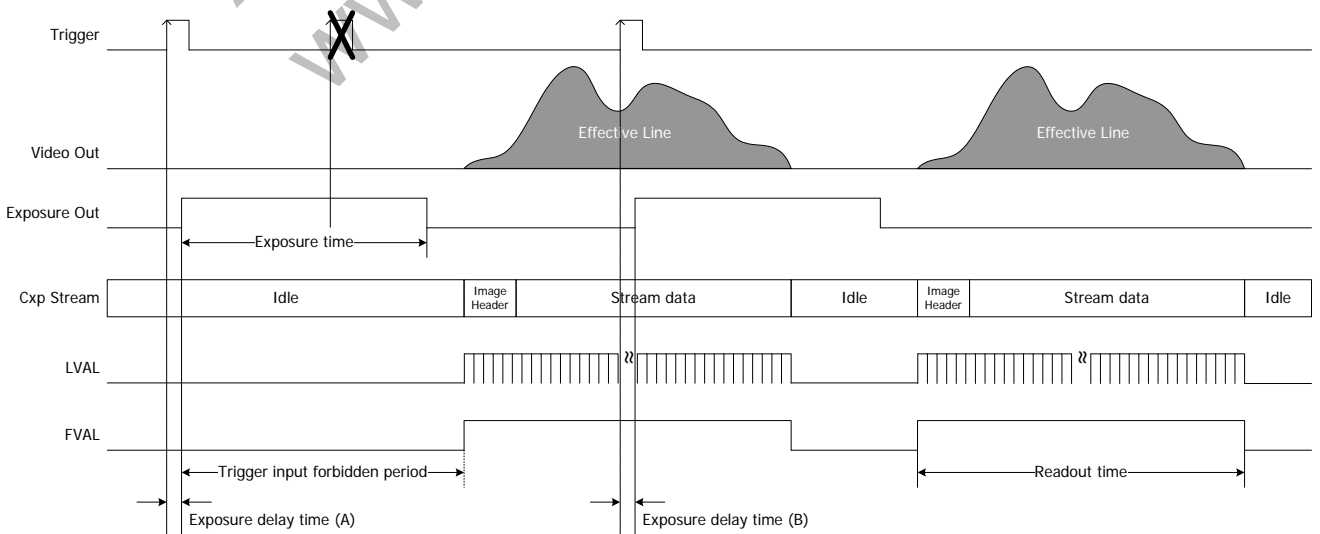 Trigger
Effective Line
Effective Line
Video Out
Exposure Out
Exposure time
Cxp Stream
Idle
Image
Header
Stream data
Idle
Image
Header
Stream data
Idle
LVAL
FVAL
Trigger input forbidden period
Readout time
Exposure delay time (A)
Exposure delay time (B)